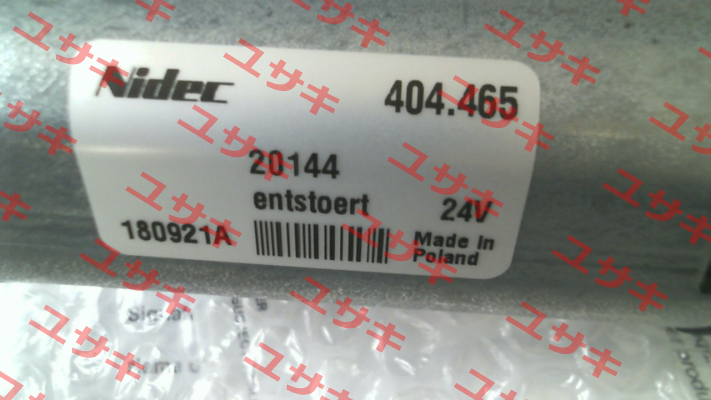 Nidec
404.465
20144
entstoert
24V
180921A
Made in
Poland
ユサキ